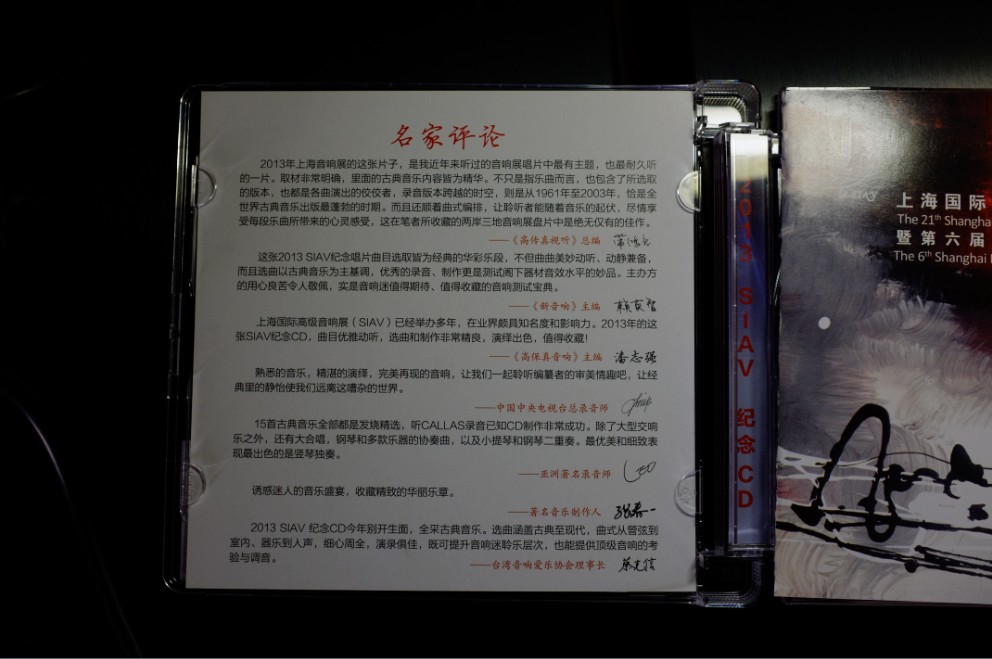 名家评论
2013年上海音响展的这张片子，是我近年来听过的音响展唱片中最有主题，也最耐久听
的一片。取材非常明确，里面的古典音乐内容皆为精华。不只是指乐曲而言，也包含了所选取
的版本，也都是各曲演出的佼佼者，录音版本跨越的时空，则是从1961年至2003年，恰是全
世界古典音乐出版最蓬勃的时期。而且还顺着曲式编排，让聆听者能随着音乐的起伏，尽情享
受每段乐曲所带来的心灵感受，这在笔者所收藏的两岸三地音响展盘片中是绝无仅有的佳作。
——《高传真视听》总编
这张2013 SIAV纪念唱片曲目选取皆为经典的华彩乐段，不但曲曲美妙动听、动静兼备，
而且选曲以古典音乐为主基调，优秀的录音、制作更是测试阁下器材音效水平的妙品。主办方
的用心良苦令人敬佩，实是音响迷值得期待、值得收藏的音响测试宝典。
——《新音响》主编 赖英智
上海国际高级音响展（SIAV）已经举办多年，在业界颇具知名度和影响力。2013年的这
张SIAV纪念CD，曲目优雅动听，选曲和制作非常精良，演绎出色，值得收藏！
——《高保真音响》主编 潘志强
熟悉的音乐，精湛的演绎，完美再现的音响，让我们一起聆听编纂者的审美情趣吧，让经
典里的静怡使我们远离这嘈杂的世界。
——中国中央电视台总录音师
15首古典音乐全部都是发烧精选，听CALLAS录音已知CD制作非常成功。除了大型交响
乐之外，还有大合唱，钢琴和多款乐器的协奏曲，以及小提琴和钢琴二重奏。最优美和细致表
现最出色的是竖琴独奏。
——亚洲著名录音师 LEO
诱惑迷人的音乐盛宴，收藏精致的华丽乐章。
——著名音乐制作人
2013 SIAV 纪念CD今年别开生面，全采古典音乐。选曲涵盖古典至现代，曲式从管弦到
室内、器乐到人声，细心周全，演录俱佳，既可提升音响迷聆乐层次，也能提供顶级音响的考
验与调音。
——台湾音响爱乐协会理事长
2013 SIAV 纪念CD
上海国际
The 21th Shangha
暨第六届
The 6th Shanghai